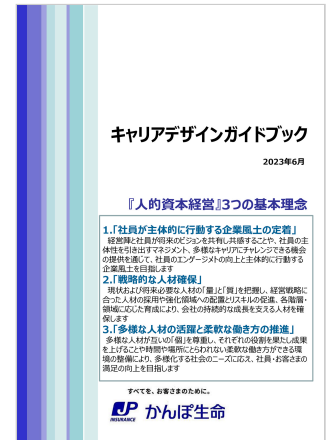 キャリアデザインガイドブック
2023年6月
『人的資本経営』3つの基本理念
1.「社員が主体的に行動する企業風土の定着」
経営陣と社員が将来のビジョンを共有し共感することや、社員の主
体性を引き出すマネジメント、多様なキャリアにチャレンジできる機会
の提供を通じて、社員のエンゲージメントの向上と主体的に行動する
企業風土を目指します
2.「戦略的な人材確保」
現状および将来必要な人材の「量」と「質」を把握し、経営戦略に
合った人材の採用や強化領域への配置とリスキルの促進、各階層・
領域に応じた育成により、会社の持続的な成長を支える人材を確
保します
3.「多様な人材の活躍と柔軟な働き方の推進」
多様な人材が互いの「個」を尊重し、それぞれの役割を果たし成果
を上げることや時間や場所にとらわれない柔軟な働き方ができる環
境の整備により、多様化する社会のニーズに応え、社員・お客さまの
満足の向上を目指します
すべてを、お客さまのために。
JP
INSURANCE
かんぽ生命